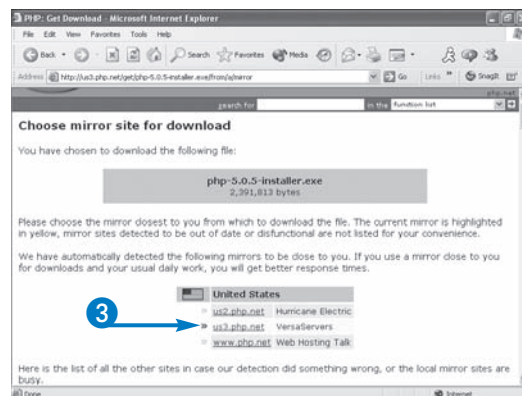 PHP: Get Download - Microsoft Internet Explorer
File Edit View Favorites Tools Help
Back Search Favorites Media
Address http://us3.php.net/get/php-5.0.5-installer.exe/from/a/mirror Go Links » SnagIt
php.net
search for in the function list
Choose mirror site for download
You have chosen to download the following file:
php-5.0.5-installer.exe
2,391,813 bytes
Please choose the mirror closest to you from which to download the file. The current mirror is highlighted
in yellow, mirror sites detected to be out of date or disfunctional are not listed for your convenience.
We have automatically detected the following mirrors to be close to you. If you use a mirror close to you
for downloads and your usual daily work, you will get better response times.
United States
» us2.php.net Hurricane Electric
3 » us3.php.net VersaServers
» www.php.net Web Hosting Talk
Here is the list of all the other sites in case our detection did something wrong, or the local mirror sites are
busy.
Done Internet